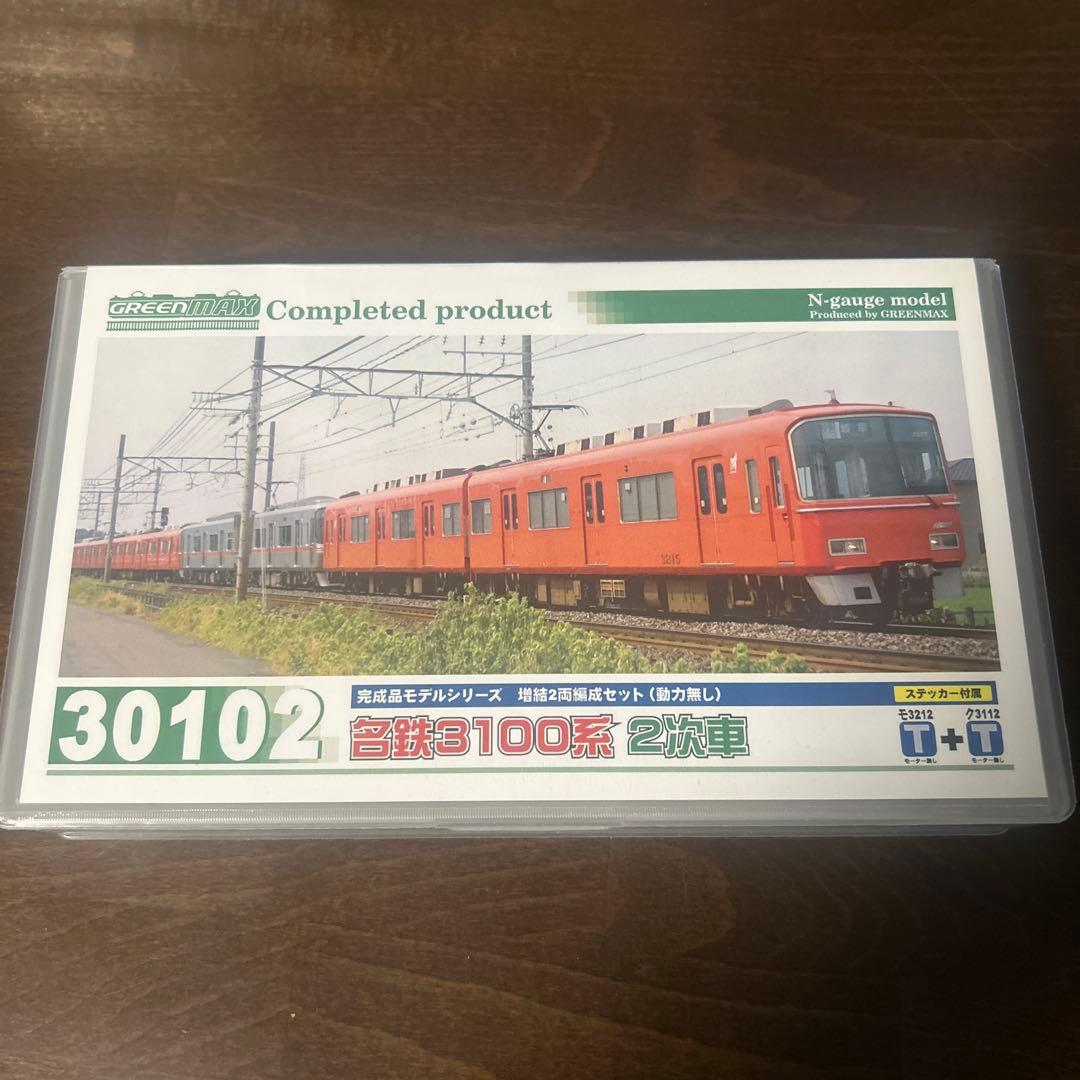 GREENMAX Completed product
N-gauge model
Produced by GREENMAX
3215
30102
完成品モデルシリーズ 増結2両編成セット(動力無し)
ステッカー付属
名鉄3100系 2次車
モ3212 ク3112
T+T
モーター無し モーター無し